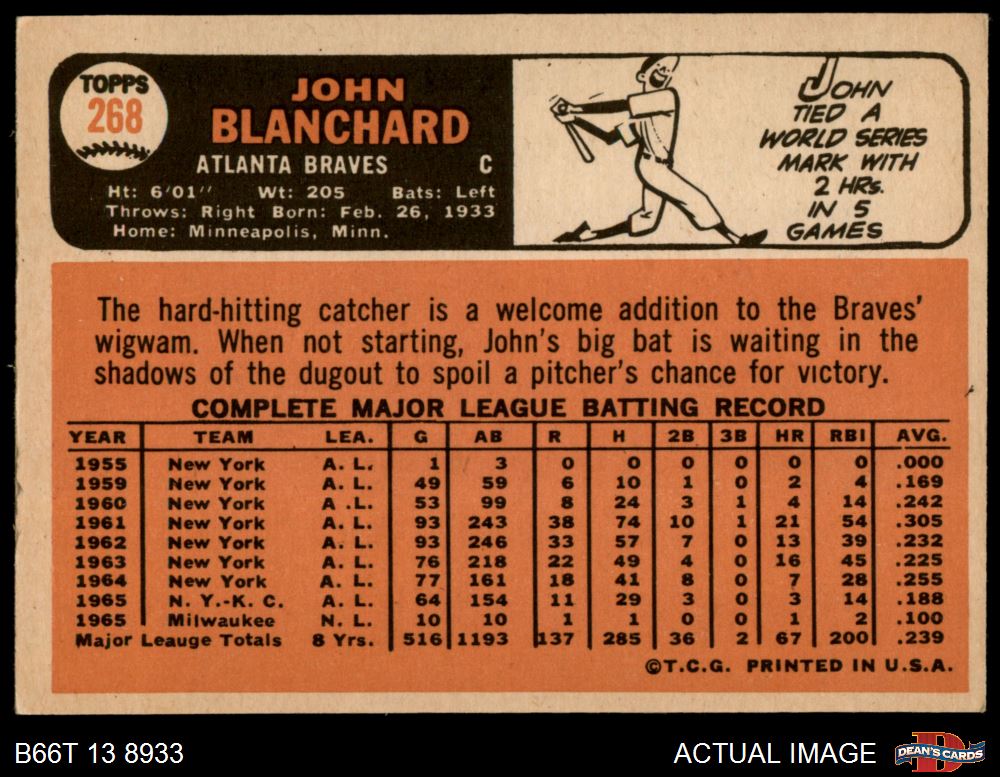 TOPPS
268
JOHN
BLANCHARD
ATLANTA BRAVES C
Ht: 6'01" Wt: 205 Bats: Left
Throws: Right Born: Feb. 26, 1933
Home: Minneapolis, Minn.
JOHN
TIED A
WORLD SERIES
MARK WITH
2 HRs.
IN 5
GAMES
The hard-hitting catcher is a welcome addition to the Braves'
wigwam. When not starting, John's big bat is waiting in the
shadows of the dugout to spoil a pitcher's chance for victory.
COMPLETE MAJOR LEAGUE BATTING RECORD
YEAR TEAM LEA. G AB R H 2B 3B HR RBI AVG.
1955 New York A. L. 1 3 0 0 0 0 0 0 .000
1959 New York A. L. 49 59 6 10 1 0 2 4 .169
1960 New York A .L. 53 99 8 24 3 1 4 14 .242
1961 New York A. L. 93 243 38 74 10 1 21 54 .305
1962 New York A. L. 93 246 33 57 7 0 13 39 .232
1963 New York A. L. 76 218 22 49 4 0 16 45 .225
1964 New York A. L. 77 161 18 41 8 0 7 28 .255
1965 N. Y.-K. C. A. L. 64 154 11 29 3 0 3 14 .188
1965 Milwaukee N. L. 10 10 1 1 0 0 1 2 .100
Major Leauge Totals 8 Yrs. 516 1193 137 285 36 2 67 200 .239
©T.C.G. PRINTED IN U.S.A.
B66T 13 8933
ACTUAL IMAGE
DEAN'S CARDS